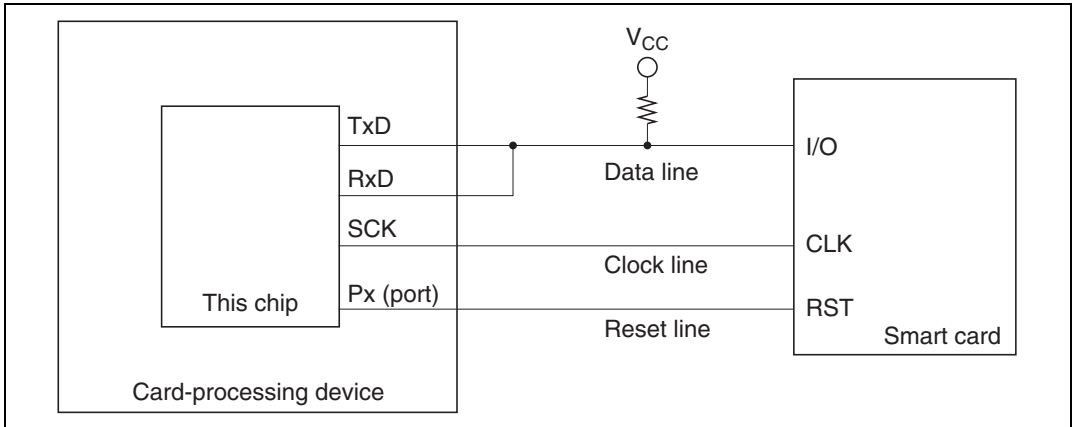 VCC
TxD
I/O
Data line
RxD
SCK
CLK
Clock line
Px (port)
This chip
RST
Reset line
Smart card
Card-processing device